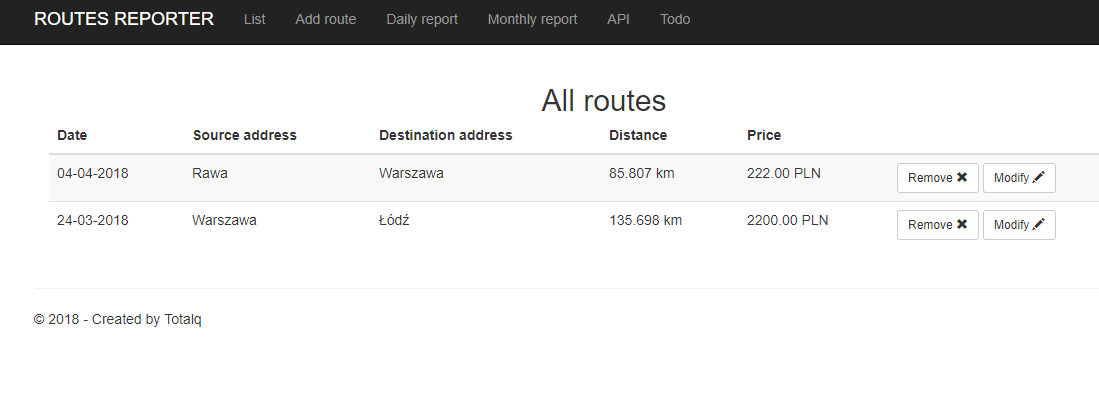 ROUTES REPORTER List Add route Daily report Monthly report API Todo
All routes
Date Source address Destination address Distance Price
04-04-2018 Rawa Warszawa 85.807 km 222.00 PLN Remove Modify
24-03-2018 Warszawa Łódź 135.698 km 2200.00 PLN Remove Modify
© 2018 - Created by Totalq